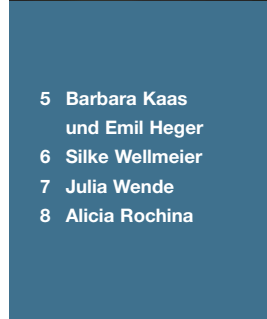 5 Barbara Kaas
und Emil Heger
6 Silke Wellmeier
7 Julia Wende
8 Alicia Rochina